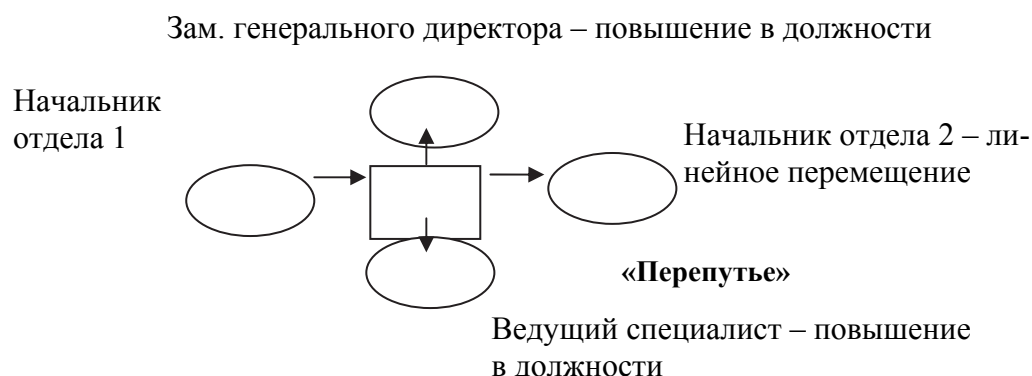 Зам. генерального директора – повышение в должности
Начальник
отдела 1
Начальник отдела 2 – ли-
нейное перемещение
«Перепутье»
Ведущий специалист – повышение
в должности